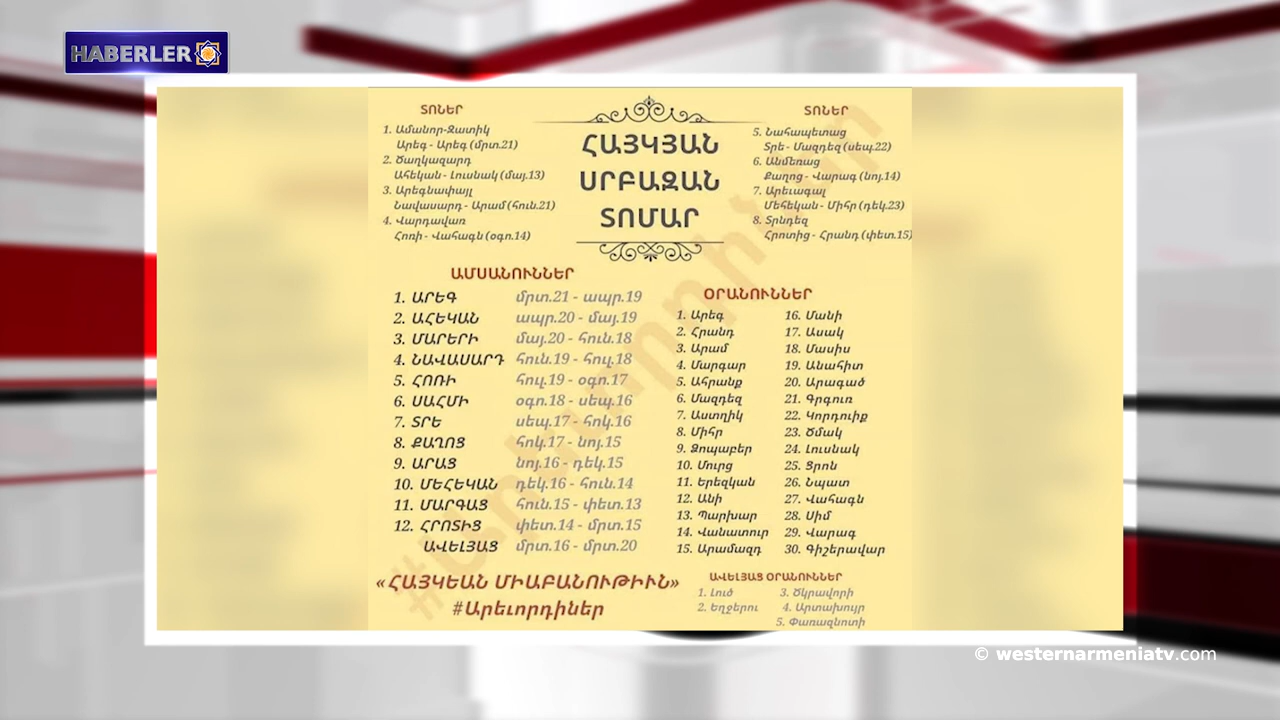 HABERLER
ՏՈՆԵՐ
1. Ամանոր-Զատիկ
Արեգ - Արեգ (մրտ.21)
2. Ծաղկազարդ
Ահեկան - Լուսնակ (մայ.13)
3. Արեգնափայլ
Նավասարդ - Արամ (հուն.21)
4. Վարդավառ
Հոռի - Վահագն (օգո.14)
ՀԱՅԿՅԱՆ
ՍՐԲԱԶԱՆ
ՏՈՄԱՐ
ՏՈՆԵՐ
5. Նահապետաց
Տրե - Մազդեզ (սեպ.22)
6. Անմեռաց
Քաղոց - Վարագ (նոյ.14)
7. Արեւագալ
Մեհեկան - Միհր (դեկ.23)
8. Տրնդեզ
Հրոտից - Հրանդ (փետ.15)
ԱՄՍԱՆՈՒՆՆԵՐ
1. ԱՐԵԳ մրտ.21 - ապր.19
2. ԱՀԵԿԱՆ ապր.20 - մայ.19
3. ՄԱՐԵՐԻ մայ.20 - հուն.18
4. ՆԱՎԱՍԱՐԴ հուն.19 - հուլ.18
5. ՀՈՌԻ հուլ.19 - օգո.17
6. ՍԱՀՄԻ օգո.18 - սեպ.16
7. ՏՐԵ սեպ.17 - հոկ.16
8. ՔԱՂՈՑ հոկ.17 - նոյ.15
9. ԱՐԱՑ նոյ.16 - դեկ.15
10. ՄԵՀԵԿԱՆ դեկ.16 - հուն.14
11. ՄԱՐԳԱՑ հուն.15 - փետ.13
12. ՀՐՈՏԻՑ փետ.14 - մրտ.15
ԱՎԵԼՅԱՑ մրտ.16 - մրտ.20
ՕՐԱՆՈՒՆՆԵՐ
1. Արեգ
2. Հրանդ
3. Արամ
4. Մարգար
5. Ահրանք
6. Մազդեզ
7. Աստղիկ
8. Միհր
9. Ձոպաբեր
10. Մուրց
11. Երեզկան
12. Անի
13. Պարխար
14. Վանատուր
15. Արամազդ
16. Մանի
17. Ասակ
18. Մասիս
19. Անահիտ
20. Արագած
21. Գրգուռ
22. Կորդուիք
23. Ծմակ
24. Լուսնակ
25. Ցրոն
26. Նպատ
27. Վահագն
28. Սիմ
29. Վարագ
30. Գիշերավար
«ՀԱՅԿԵԱՆ ՄԻԱԲԱՆՈՒԹԻՒՆ»
#Արեւորդիներ
ԱՎԵԼՅԱՑ ՕՐԱՆՈՒՆՆԵՐ
1. Լուծ
2. Եղջերու
3. Ծկրավորի
4. Արտախույր
5. Փառազնոտի
© westernarmeniatv.com